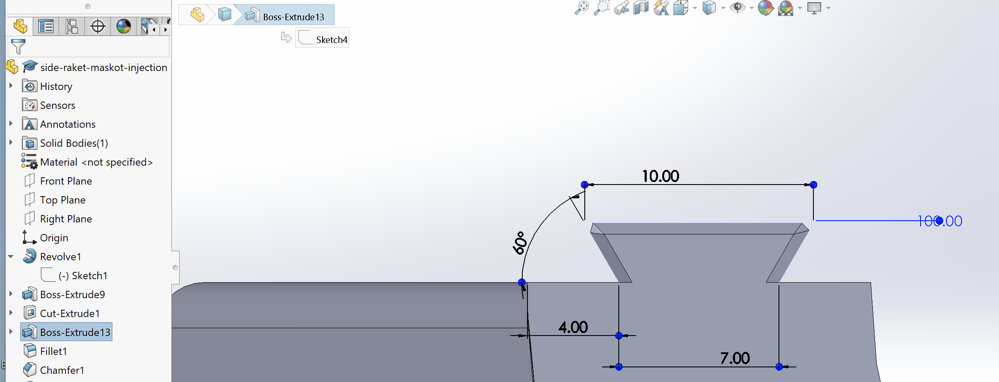 Boss-Extrude13
Sketch4
side-raket-maskot-injection
History
Sensors
Annotations
Solid Bodies(1)
Material <not specified>
Front Plane
Top Plane
Right Plane
Origin
Revolve1
(-) Sketch1
Boss-Extrude9
Cut-Extrude1
Boss-Extrude13
Fillet1
Chamfer1
10.00
100.00
60°
4.00
7.00